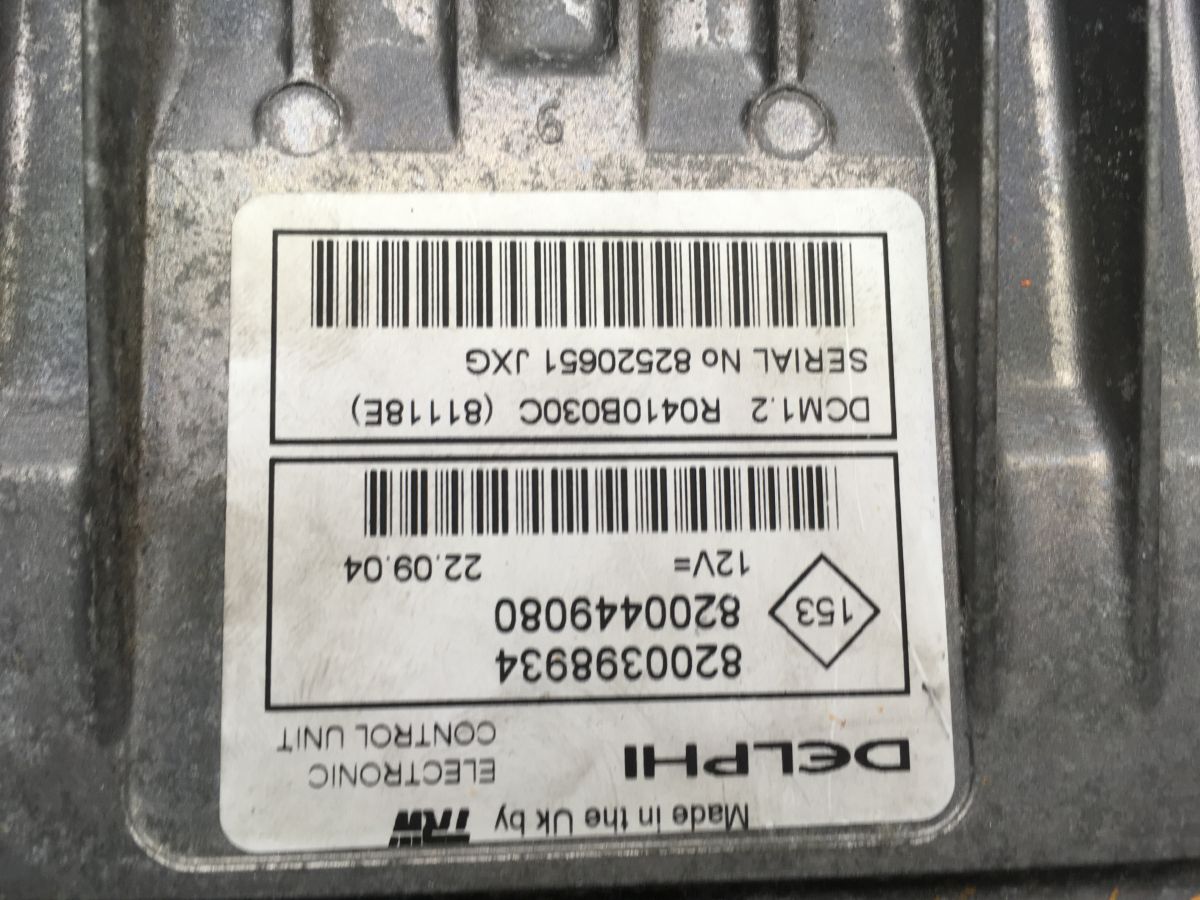 Made in the Uk by TRW
DELPHI
ELECTRONIC
CONTROL UNIT
8200398934
8200449080
153
12V= 22.09.04
DCM1.2 R0410B030C (81118E)
SERIAL No 82520651 JXG
6